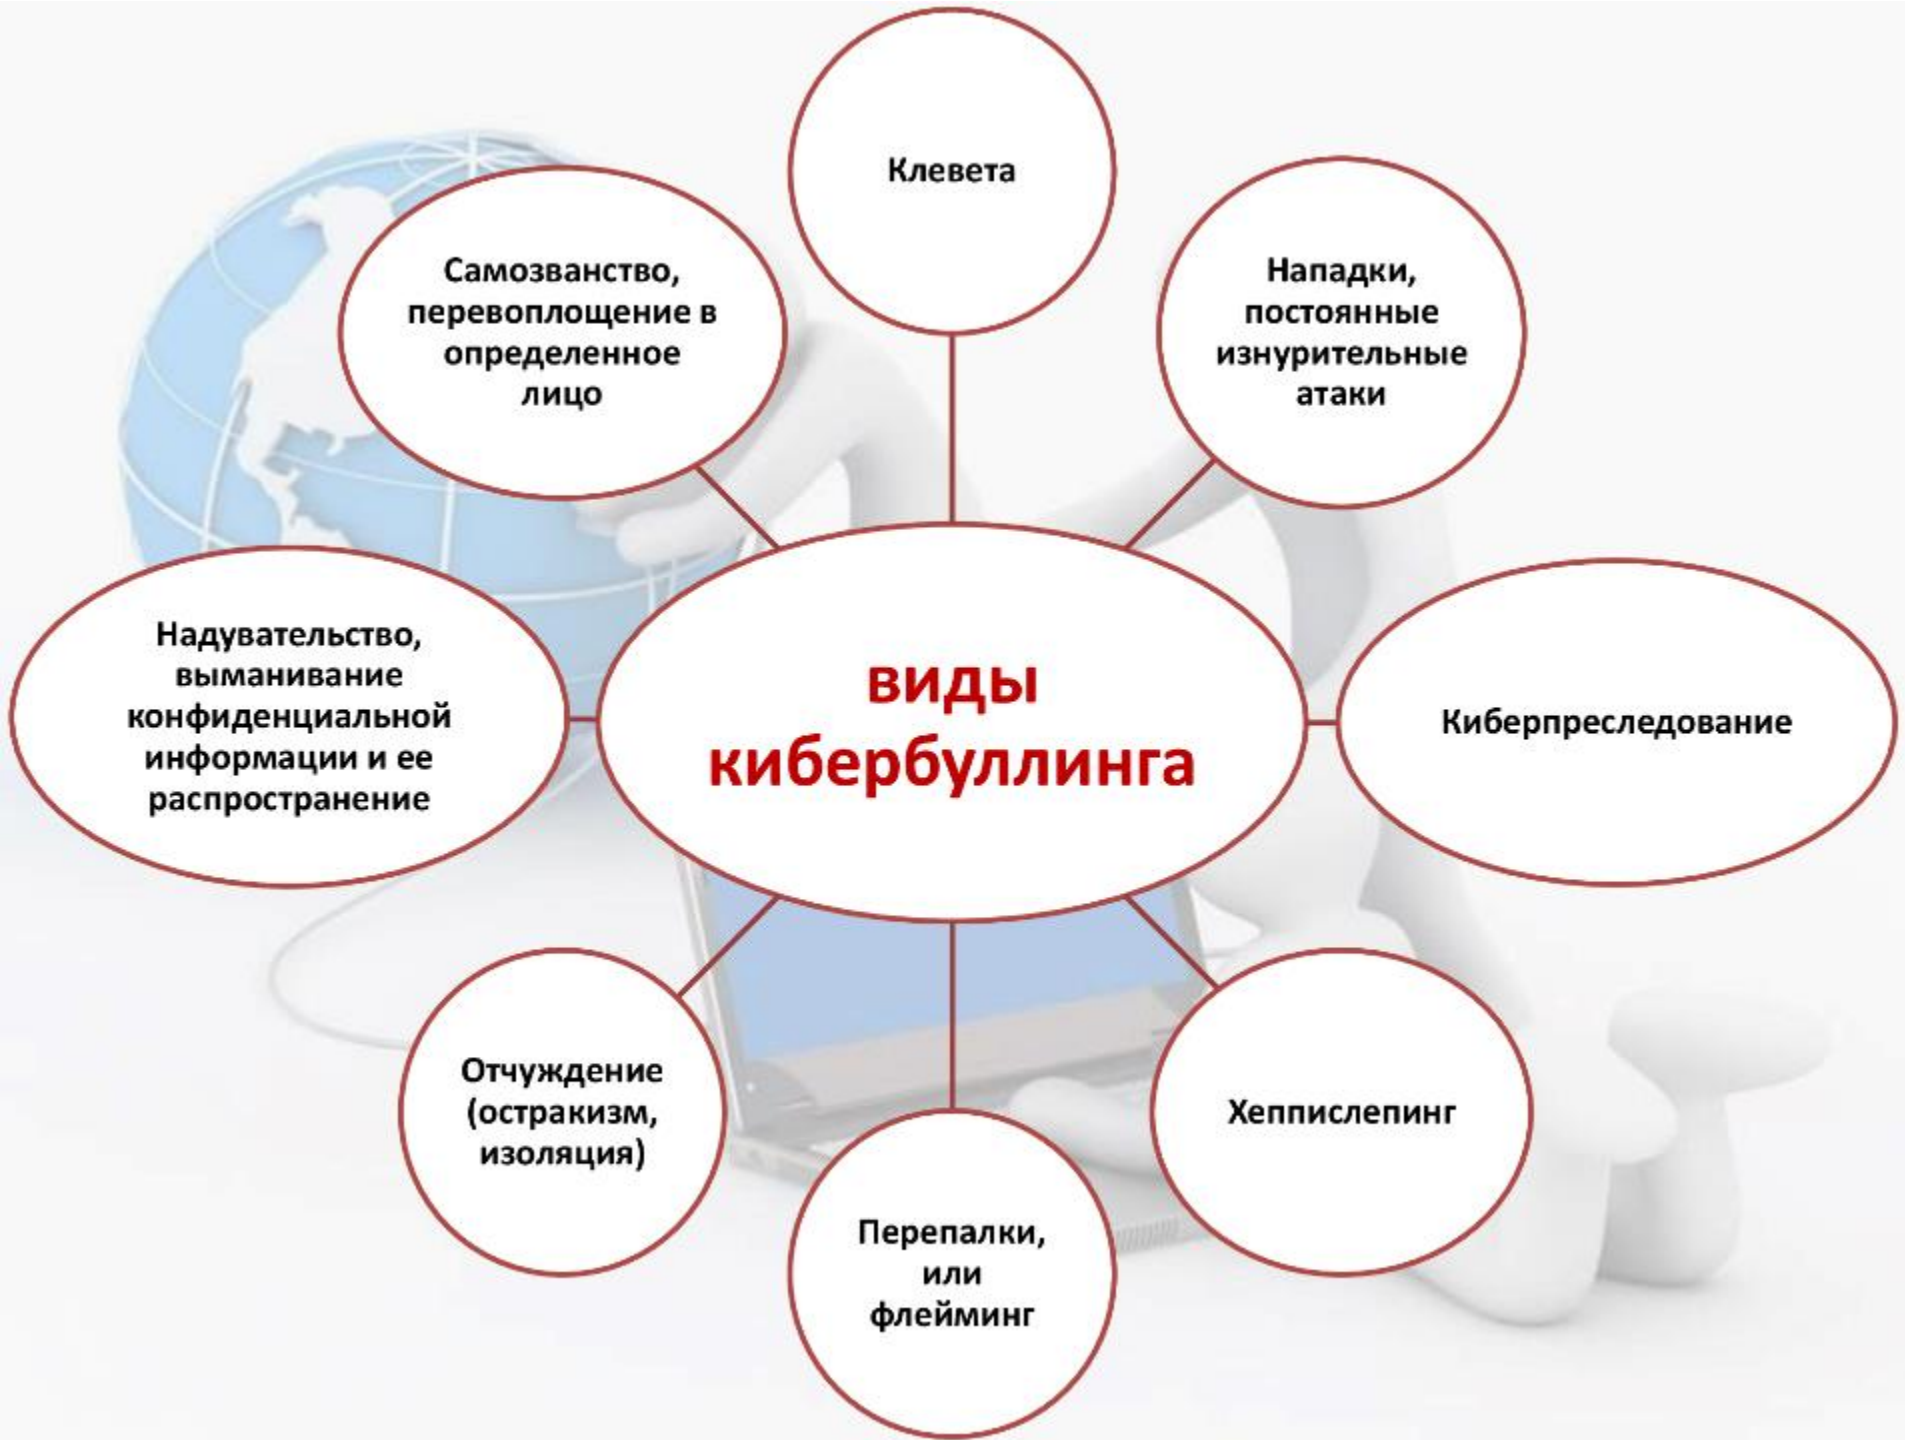 Клевета
Самозванство,
перевоплощение в
определенное
лицо
Нападки,
постоянные
изнурительные
атаки
Надувательство,
выманивание
конфиденциальной
информации и ее
распространение
виды
кибербуллинга
Киберпреследование
Отчуждение
(остракизм,
изоляция)
Хеппислепинг
Перепалки,
или
флейминг